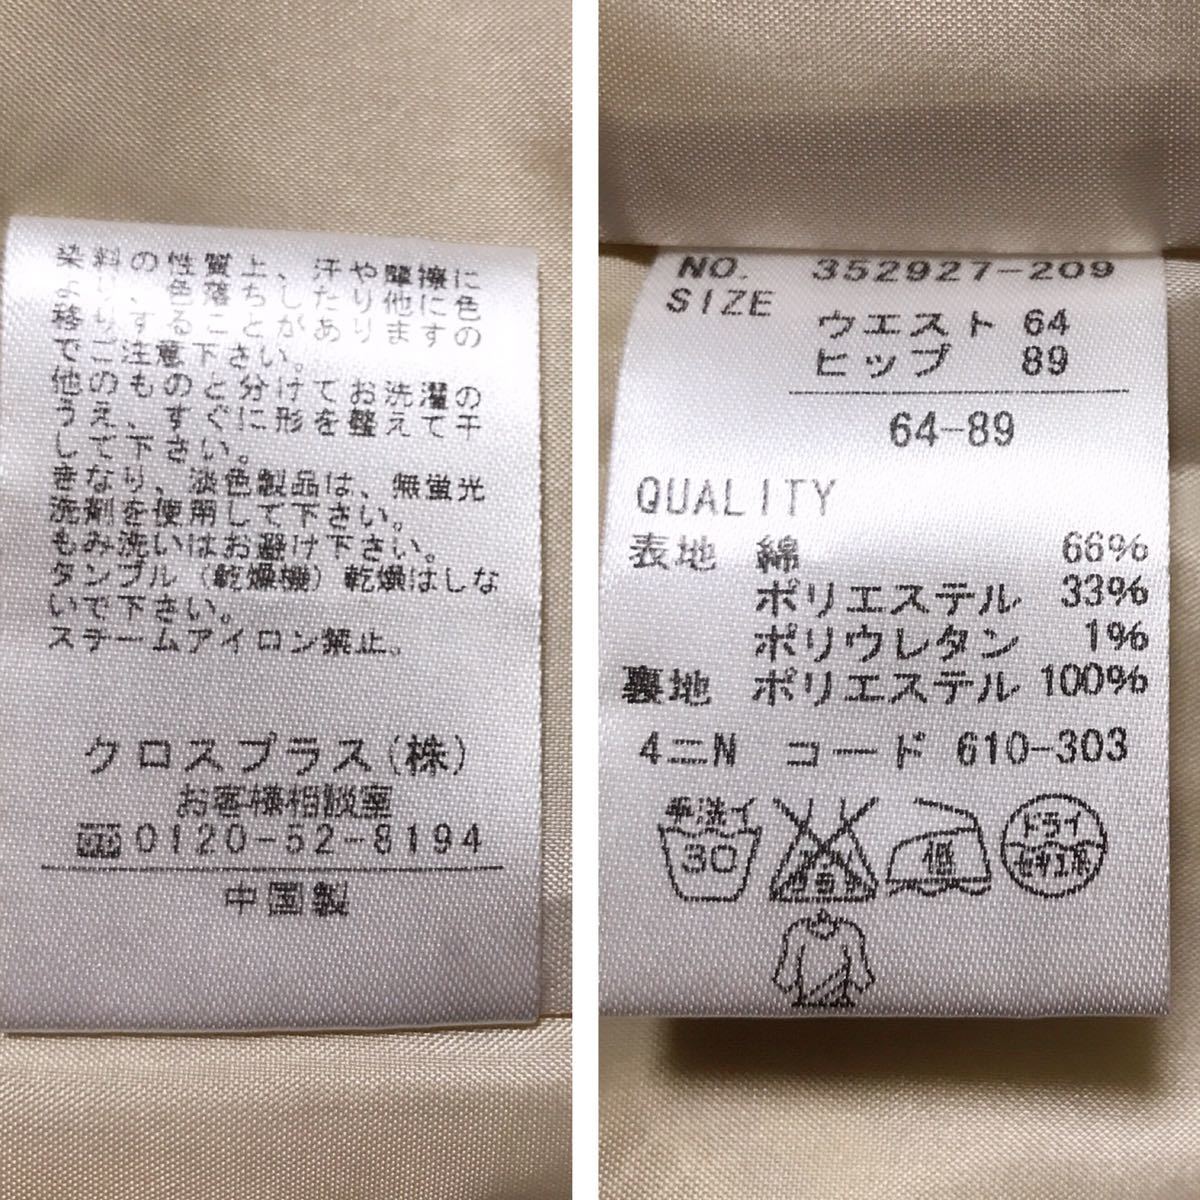 染料の性質上、汗や摩擦に
より、色落ちしたり他に色
移りすることがありますの
でご注意下さい。
他のものと分けてお洗濯の
うえ、すぐに形を整えて干
して下さい。
きなり、淡色製品は、無蛍光
洗剤を使用して下さい。
もみ洗いはお避け下さい。
タンブル（乾燥機）乾燥はしな
いで下さい。
スチームアイロン禁止。
クロスプラス(株)
お客様相談室
0120-52-8194
中国製
NO. 352927-209
SIZE
ウエスト 64
ヒップ 89
64-89
QUALITY
表地 綿 66%
ポリエステル 33%
ポリウレタン 1%
裏地 ポリエステル 100%
4ニN コード 610-303
手洗イ
30
エンソ
サラシ
低
ドライ
セキユ系